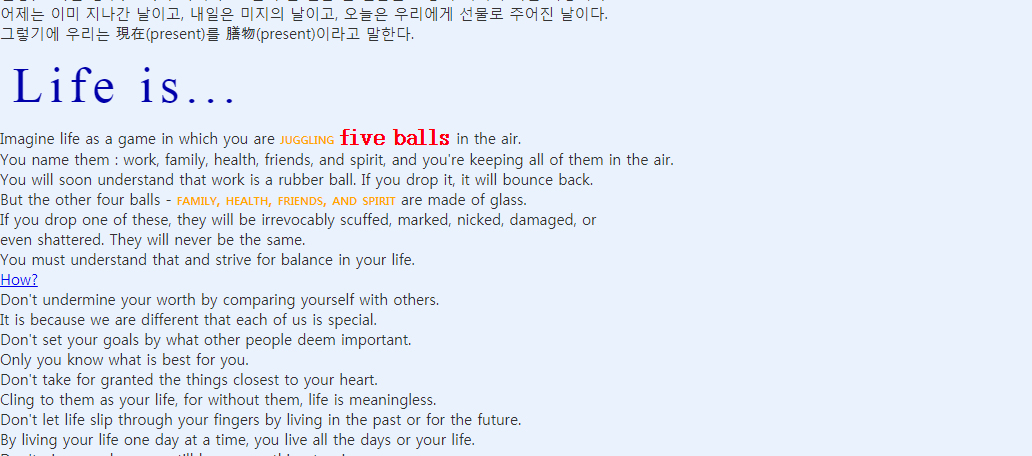 어제는 이미 지나간 날이고, 내일은 미지의 날이고, 오늘은 우리에게 선물로 주어진 날이다.
그렇기에 우리는 現在(present)를 膳物(present)이라고 말한다.
Life is...
Imagine life as a game in which you are JUGGLING five balls in the air.
You name them : work, family, health, friends, and spirit, and you're keeping all of them in the air.
You will soon understand that work is a rubber ball. If you drop it, it will bounce back.
But the other four balls - FAMILY, HEALTH, FRIENDS, AND SPIRIT are made of glass.
If you drop one of these, they will be irrevocably scuffed, marked, nicked, damaged, or
even shattered. They will never be the same.
You must understand that and strive for balance in your life.
How?
Don't undermine your worth by comparing yourself with others.
It is because we are different that each of us is special.
Don't set your goals by what other people deem important.
Only you know what is best for you.
Don't take for granted the things closest to your heart.
Cling to them as your life, for without them, life is meaningless.
Don't let life slip through your fingers by living in the past or for the future.
By living your life one day at a time, you live all the days or your life.